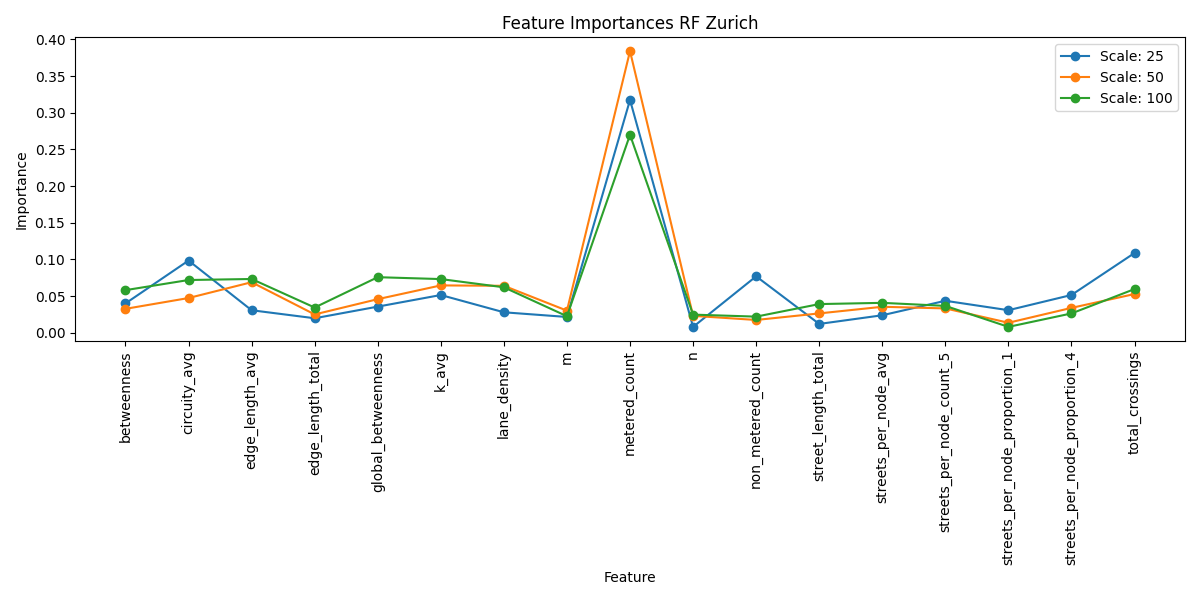 Feature Importances RF Zurich
Importance
0.40
0.35
0.30
0.25
0.20
0.15
0.10
0.05
0.00
Scale: 25
Scale: 50
Scale: 100
betweenness
circuity_avg
edge_length_avg
edge_length_total
global_betweenness
k_avg
lane_density
m
metered_count
n
non_metered_count
street_length_total
streets_per_node_avg
streets_per_node_count_5
streets_per_node_proportion_1
streets_per_node_proportion_4
total_crossings
Feature